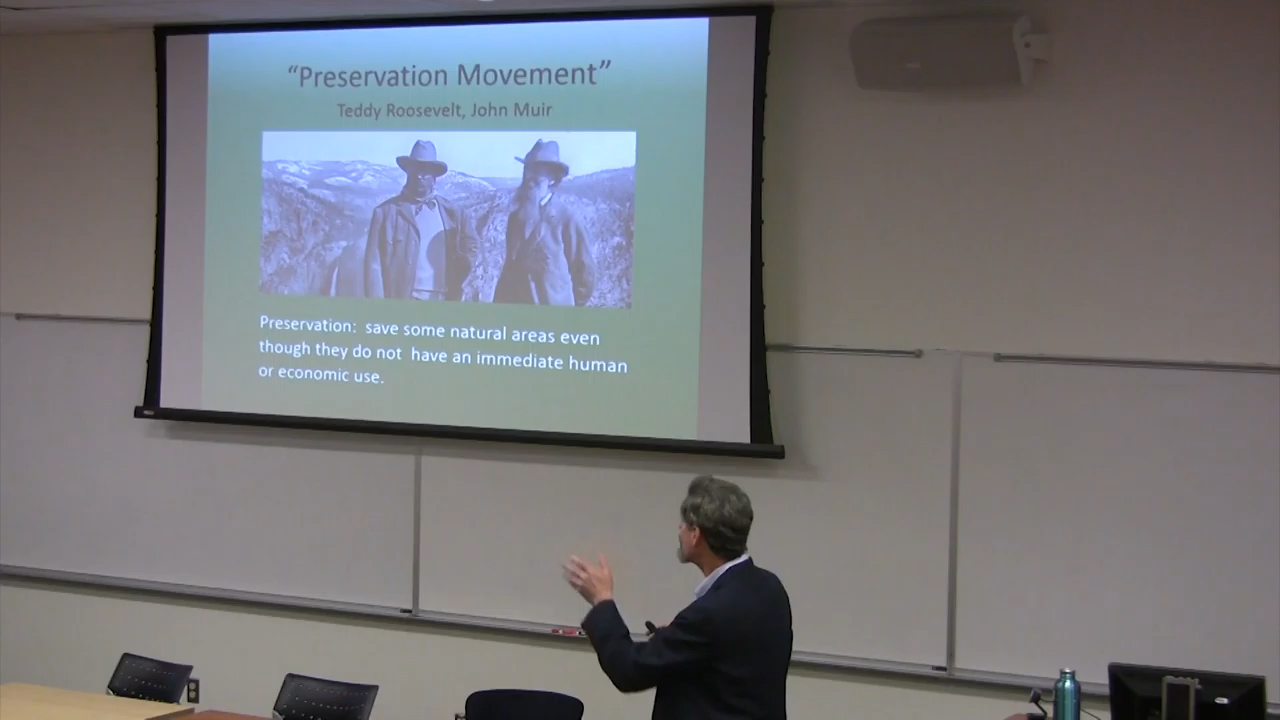 “Preservation Movement”
Teddy Roosevelt, John Muir
Preservation:  save some natural areas even
though they do not  have an immediate human
or economic use.